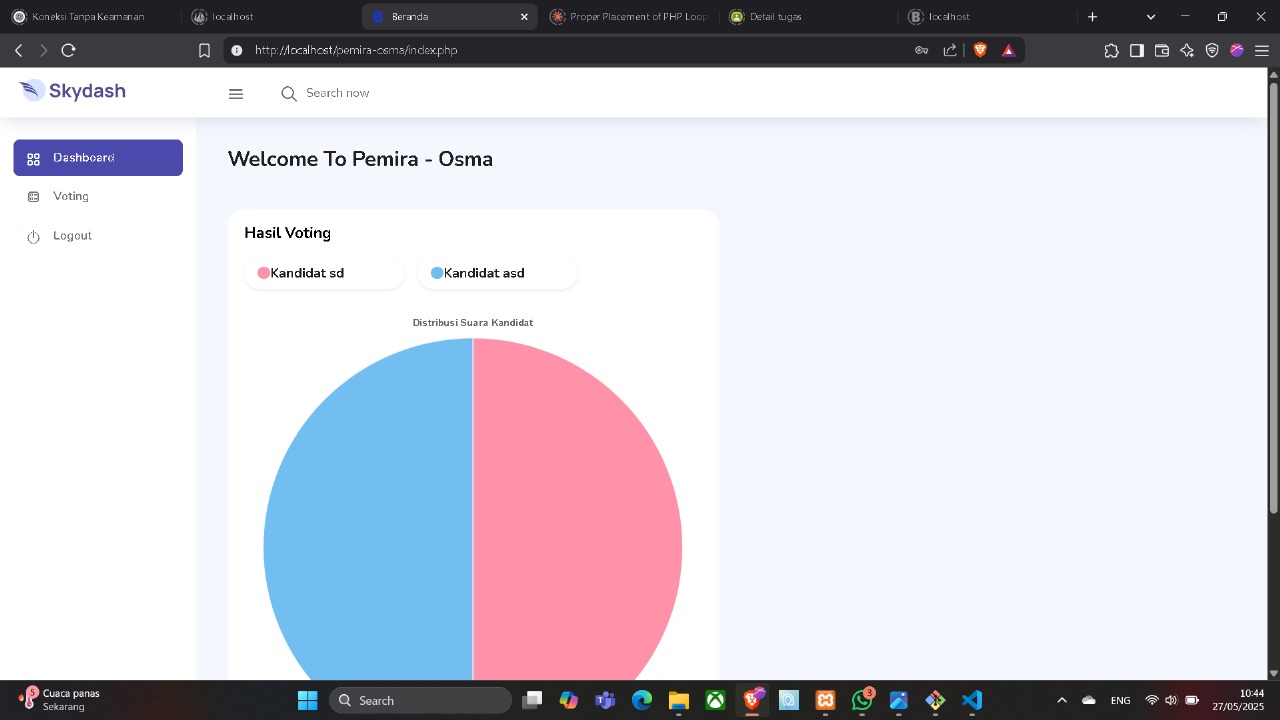 Koneksi Tanpa Keamanan
localhost
Beranda
Proper Placement of PHP Loop
Detail tugas
localhost
http://localhost/pemira-osma/index.php
Skydash
Search now
Dashboard
Voting
Logout
Welcome To Pemira - Osma
Hasil Voting
Kandidat sd
Kandidat asd
Distribusi Suara Kandidat
5
Cuaca panas
Sekarang
Search
3
ENG
10:44
27/05/2025